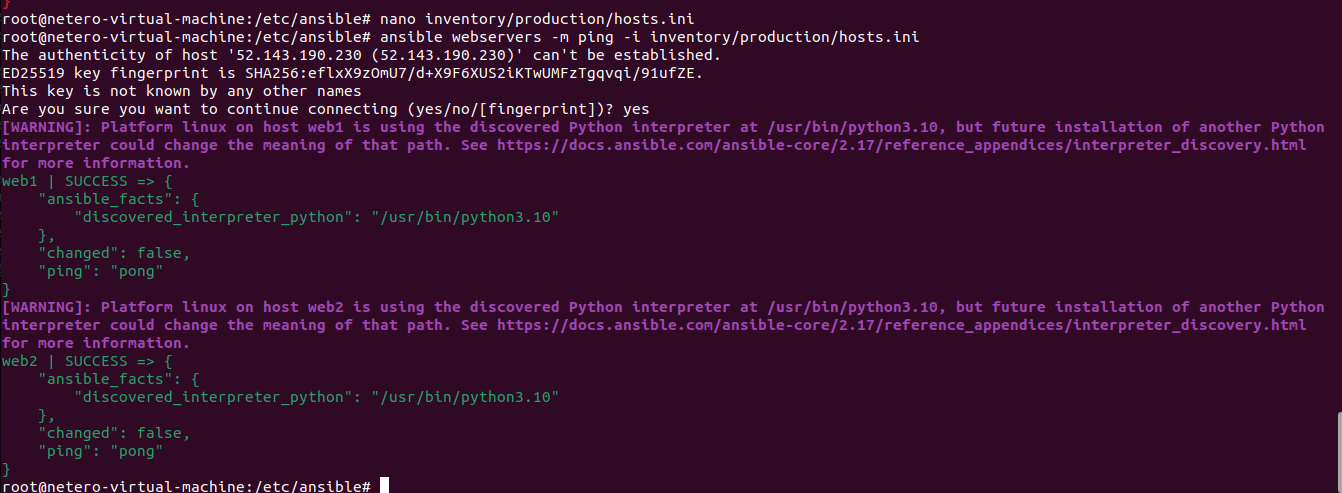 }
root@netero-virtual-machine:/etc/ansible# nano inventory/production/hosts.ini
root@netero-virtual-machine:/etc/ansible# ansible webservers -m ping -i inventory/production/hosts.ini
The authenticity of host '52.143.190.230 (52.143.190.230)' can't be established.
ED25519 key fingerprint is SHA256:eflxX9zOmU7/d+X9F6XUS2iKTwUMFzTgqvqi/91ufZE.
This key is not known by any other names
Are you sure you want to continue connecting (yes/no/[fingerprint])? yes
[WARNING]: Platform linux on host web1 is using the discovered Python interpreter at /usr/bin/python3.10, but future installation of another Python
interpreter could change the meaning of that path. See https://docs.ansible.com/ansible-core/2.17/reference_appendices/interpreter_discovery.html
for more information.
web1 | SUCCESS => {
    "ansible_facts": {
        "discovered_interpreter_python": "/usr/bin/python3.10"
    },
    "changed": false,
    "ping": "pong"
}
[WARNING]: Platform linux on host web2 is using the discovered Python interpreter at /usr/bin/python3.10, but future installation of another Python
interpreter could change the meaning of that path. See https://docs.ansible.com/ansible-core/2.17/reference_appendices/interpreter_discovery.html
for more information.
web2 | SUCCESS => {
    "ansible_facts": {
        "discovered_interpreter_python": "/usr/bin/python3.10"
    },
    "changed": false,
    "ping": "pong"
}
root@netero-virtual-machine:/etc/ansible#